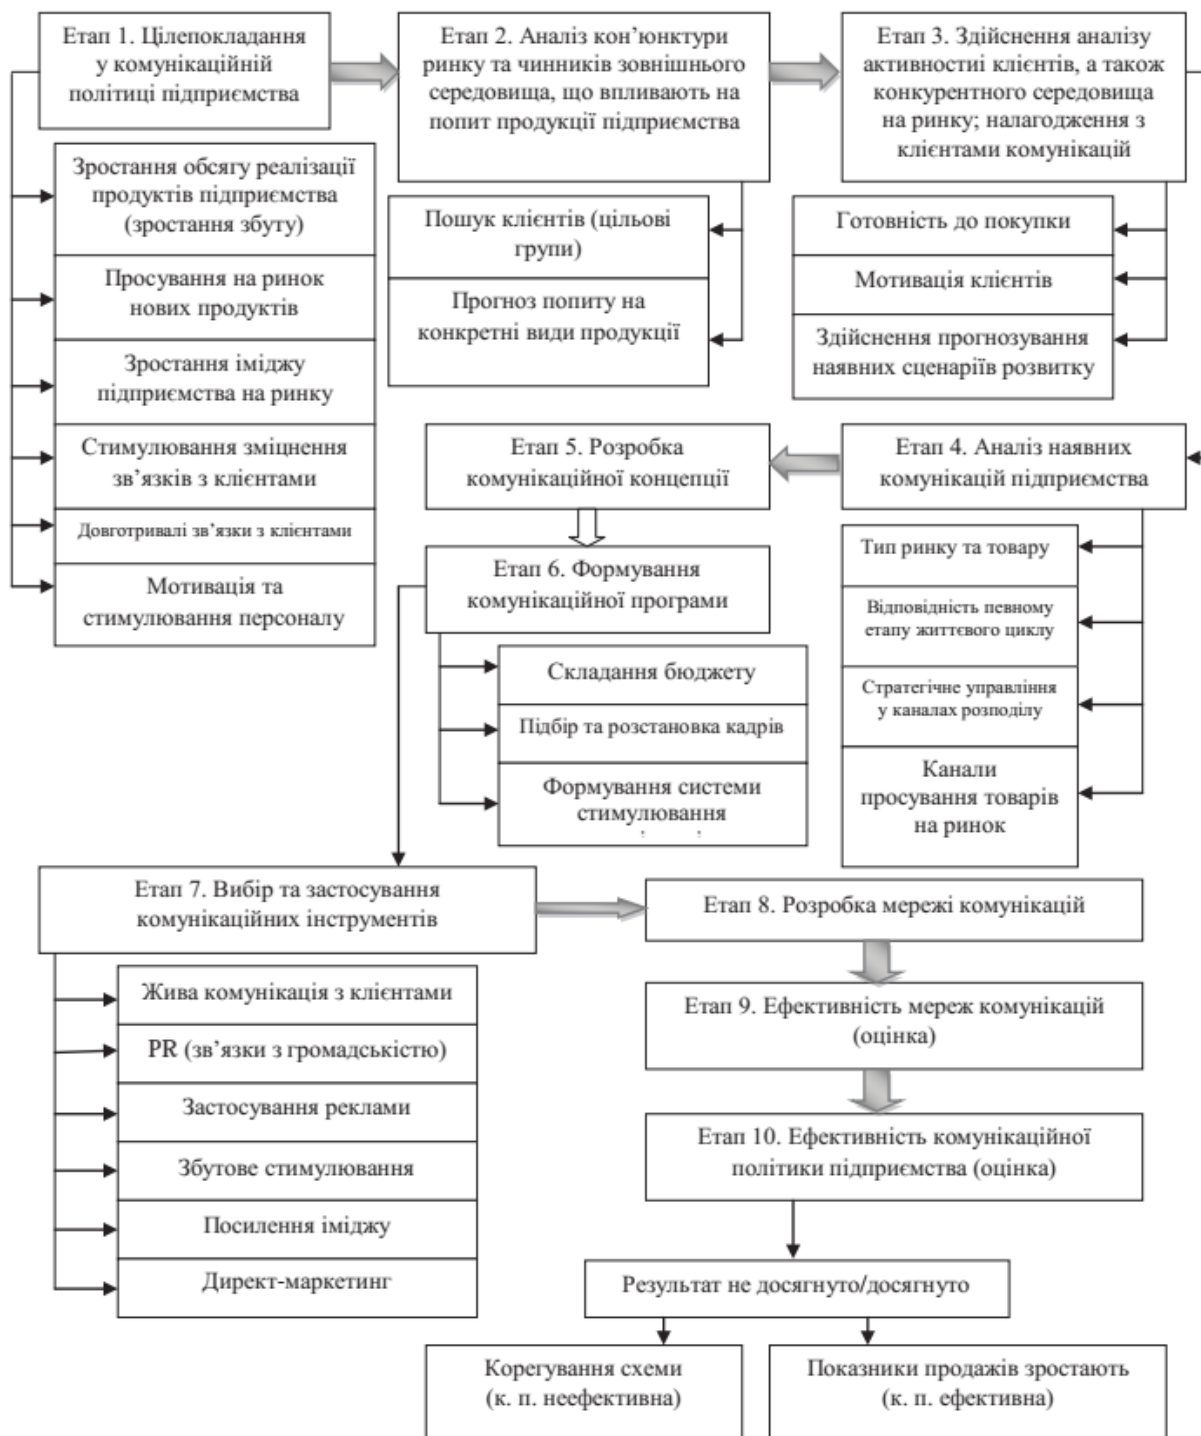 Етап 1. Цілепокладання
у комунікаційній
політиці підприємства
Етап 2. Аналіз кон’юнктури
ринку та чинників зовнішнього
середовища, що впливають на
попит продукції підприємства
Етап 3. Здійснення аналізу
активностиі клієнтів, а також
конкурентного середовища
на ринку; налагодження з
клієнтами комунікацій
Зростання обсягу реалізації
продуктів підприємства
(зростання збуту)
Просування на ринок
нових продуктів
Зростання іміджу
підприємства на ринку
Стимулювання зміцнення
зв’язків з клієнтами
Довготривалі зв’язки з клієнтами
Мотивація та
стимулювання персоналу
Пошук клієнтів (цільові
групи)
Прогноз попиту на
конкретні види продукції
Готовність до покупки
Мотивація клієнтів
Здійснення прогнозування
наявних сценаріїв розвитку
Етап 4. Аналіз наявних
комунікацій підприємства
Тип ринку та товару
Відповідність певному
етапу життєвого циклу
Стратегічне управління
у каналах розподілу
Канали
просування товарів
на ринок
Етап 5. Розробка
комунікаційної концепції
Етап 6. Формування
комунікаційної програми
Складання бюджету
Підбір та розстановка кадрів
Формування системи
стимулювання
Етап 7. Вибір та застосування
комунікаційних інструментів
Жива комунікація з клієнтами
PR (зв’язки з громадськістю)
Застосування реклами
Збутове стимулювання
Посилення іміджу
Директ-маркетинг
Етап 8. Розробка мережі комунікацій
Етап 9. Ефективність мереж комунікацій
(оцінка)
Етап 10. Ефективність комунікаційної
політики підприємства (оцінка)
Результат не досягнуто/досягнуто
Корегування схеми
(к. п. неефективна)
Показники продажів зростають
(к. п. ефективна)